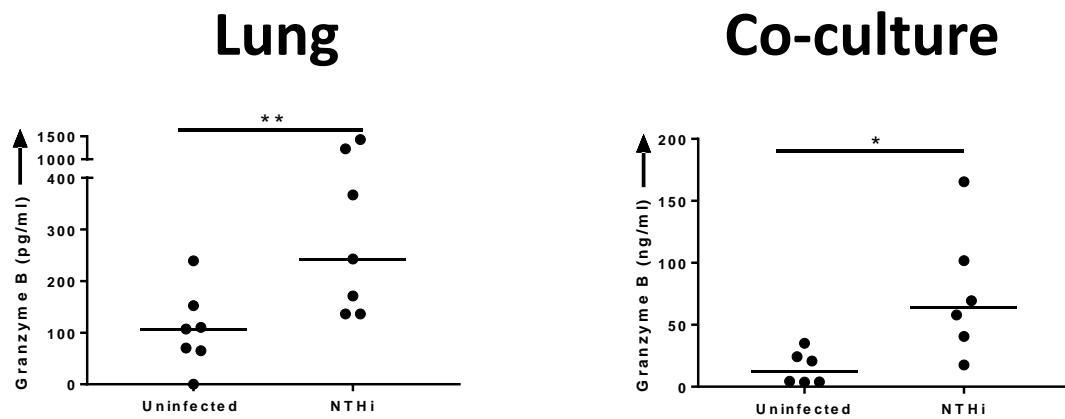 Lung
Co-culture
Granzyme B (pg/ml)
1500
1000
400
300
200
100
0
**
Uninfected
NTHi
Granzyme B (ng/ml)
200
150
100
50
0
*
Uninfected
NTHi